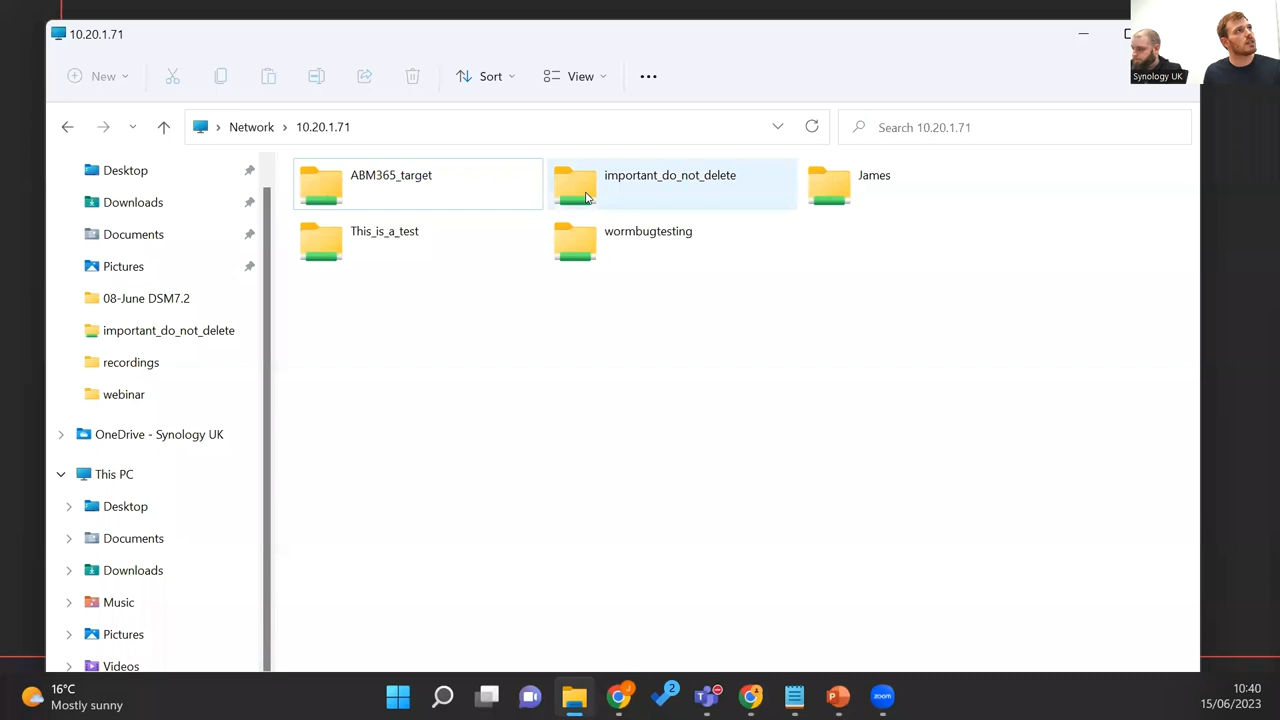 10.20.1.71
Synology UK
New
Sort
View
Network
10.20.1.71
Search 10.20.1.71
Desktop
Downloads
Documents
Pictures
08-June DSM7.2
important_do_not_delete
recordings
webinar
OneDrive - Synology UK
This PC
Desktop
Documents
Downloads
Music
Pictures
Videos
ABM365_target
important_do_not_delete
James
This_is_a_test
wormbugtesting
16°C
Mostly sunny
J
2
zoom
10:40
15/06/2023